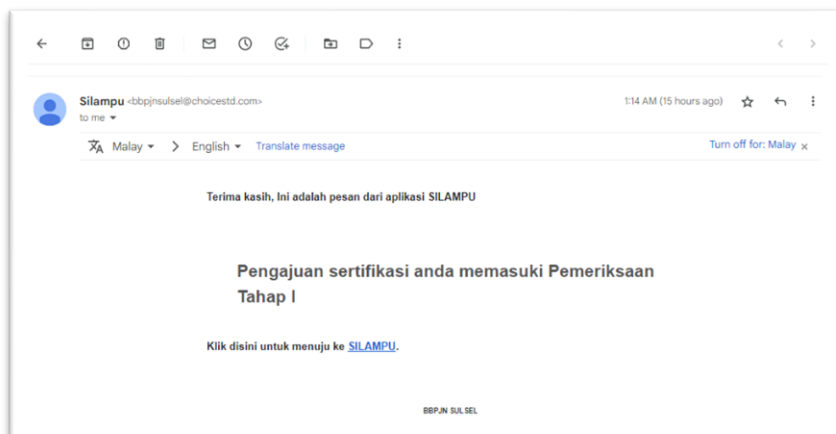 Silampu <bbpjnsulsel@choicestd.com>
1:14 AM (15 hours ago)
to me
Malay > English Translate message
Turn off for: Malay ×
Terima kasih, Ini adalah pesan dari aplikasi SILAMPU
Pengajuan sertifikasi anda memasuki Pemeriksaan
Tahap I
Klik disini untuk menuju ke SILAMPU.
BBPJN SULSEL